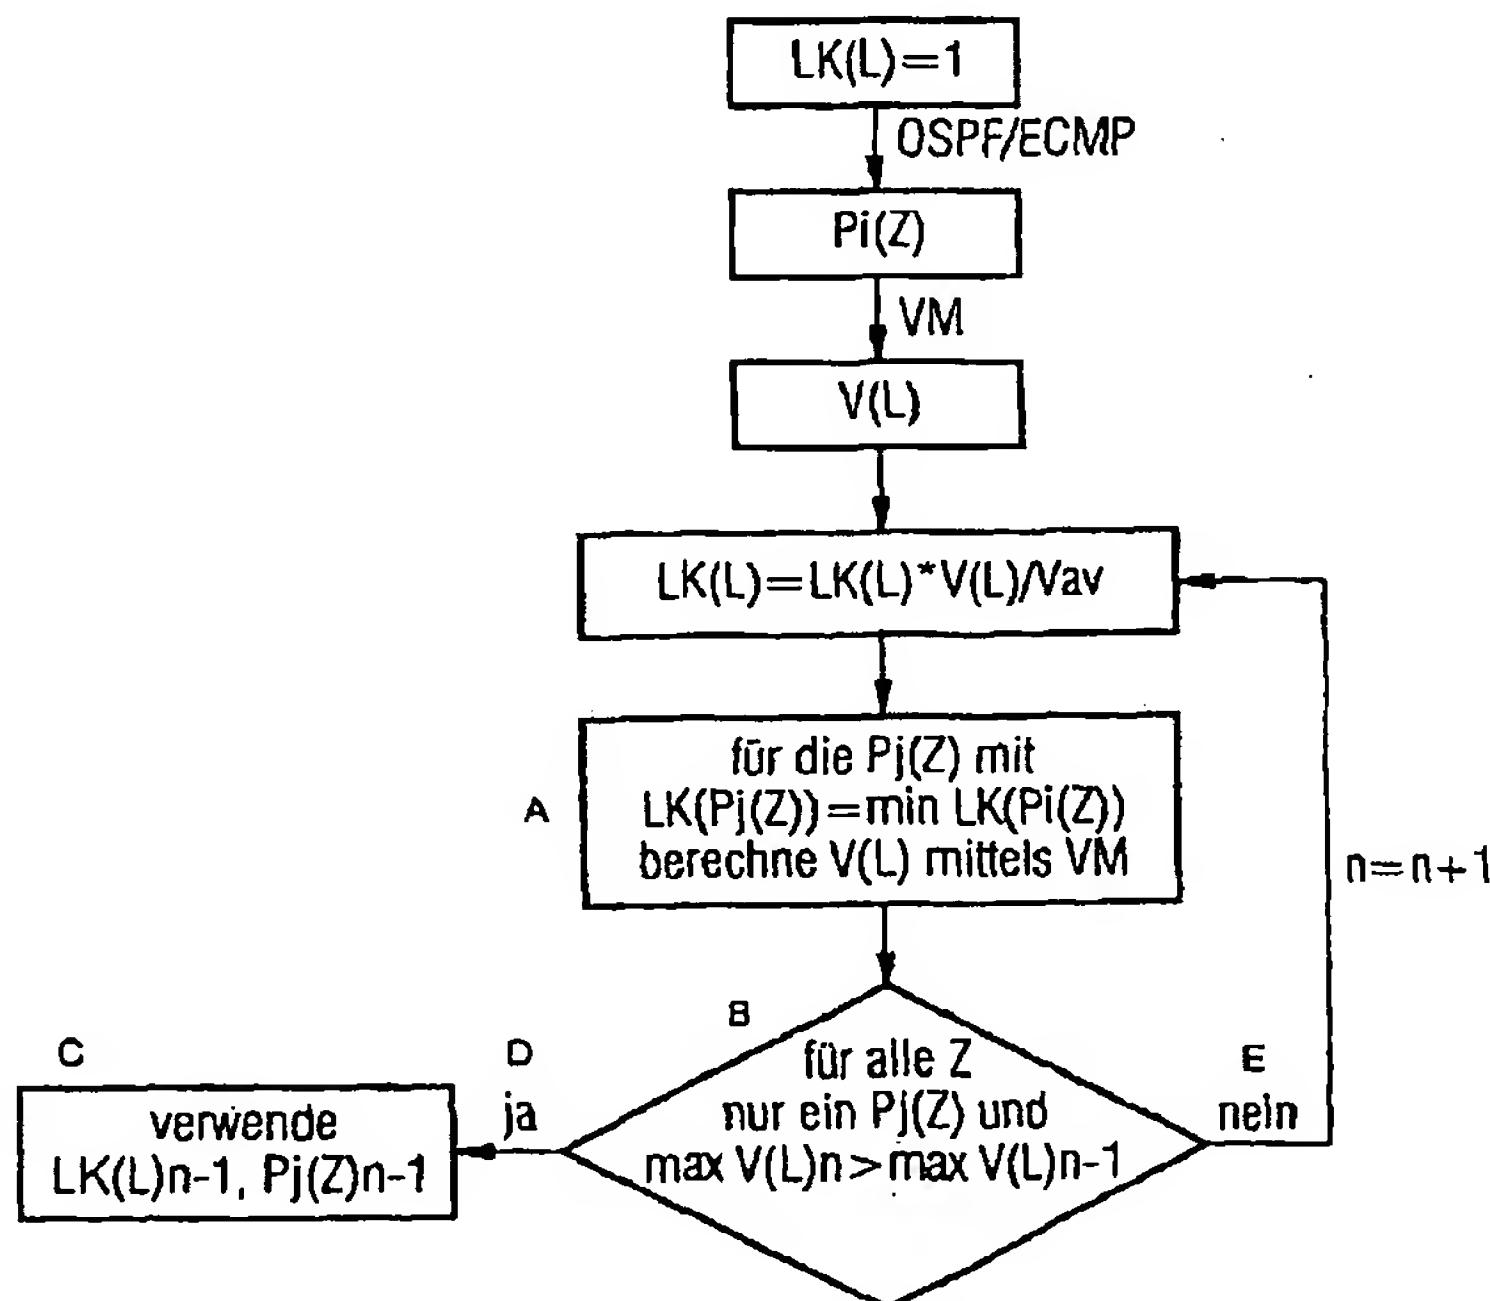 LK(L)=1
OSPF/ECMP
Pi(Z)
VM
V(L)
LK(L)=LK(L)*V(L)/Vav
für die Pj(Z) mit
LK(Pj(Z))=min LK(Pi(Z))
berechne V(L) mittels VM
A
n=n+1
B
für alle Z
nur ein Pj(Z) und
max V(L)n>max V(L)n-1
C
D
E
ja
nein
verwende
LK(L)n-1, Pj(Z)n-1